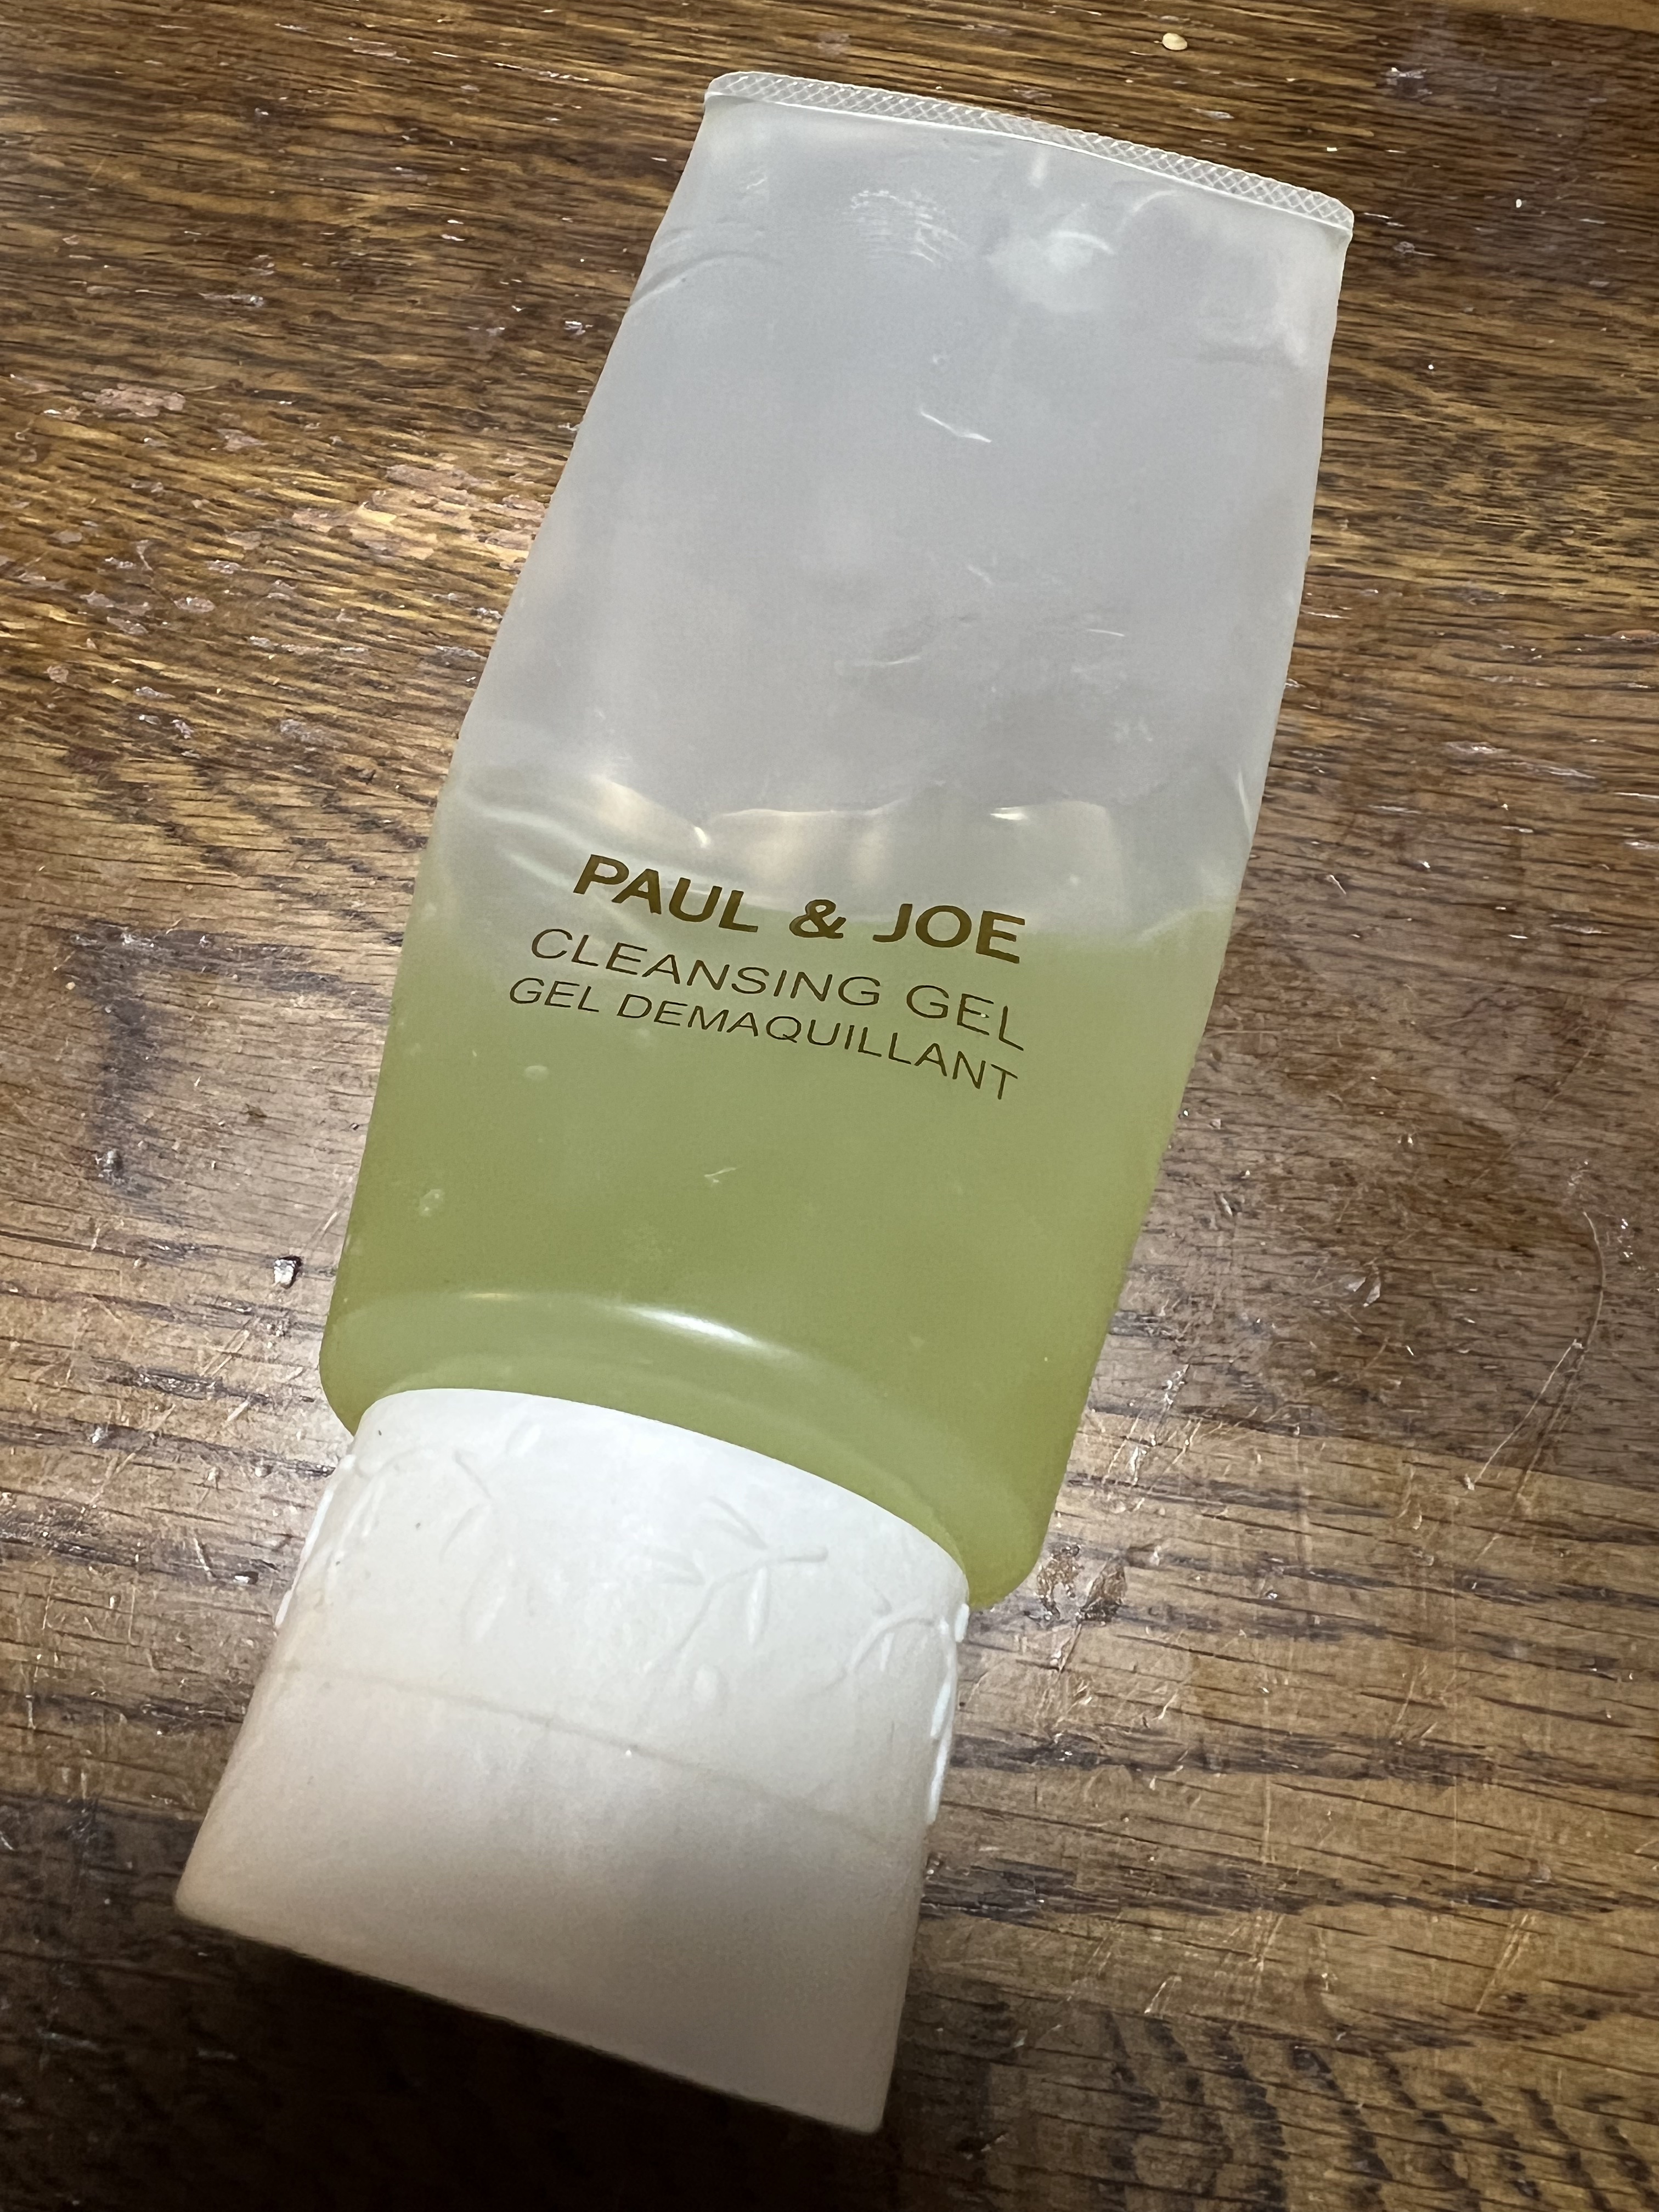 PAUL & JOE
CLEANSING GEL
GEL DEMAQUILLANT